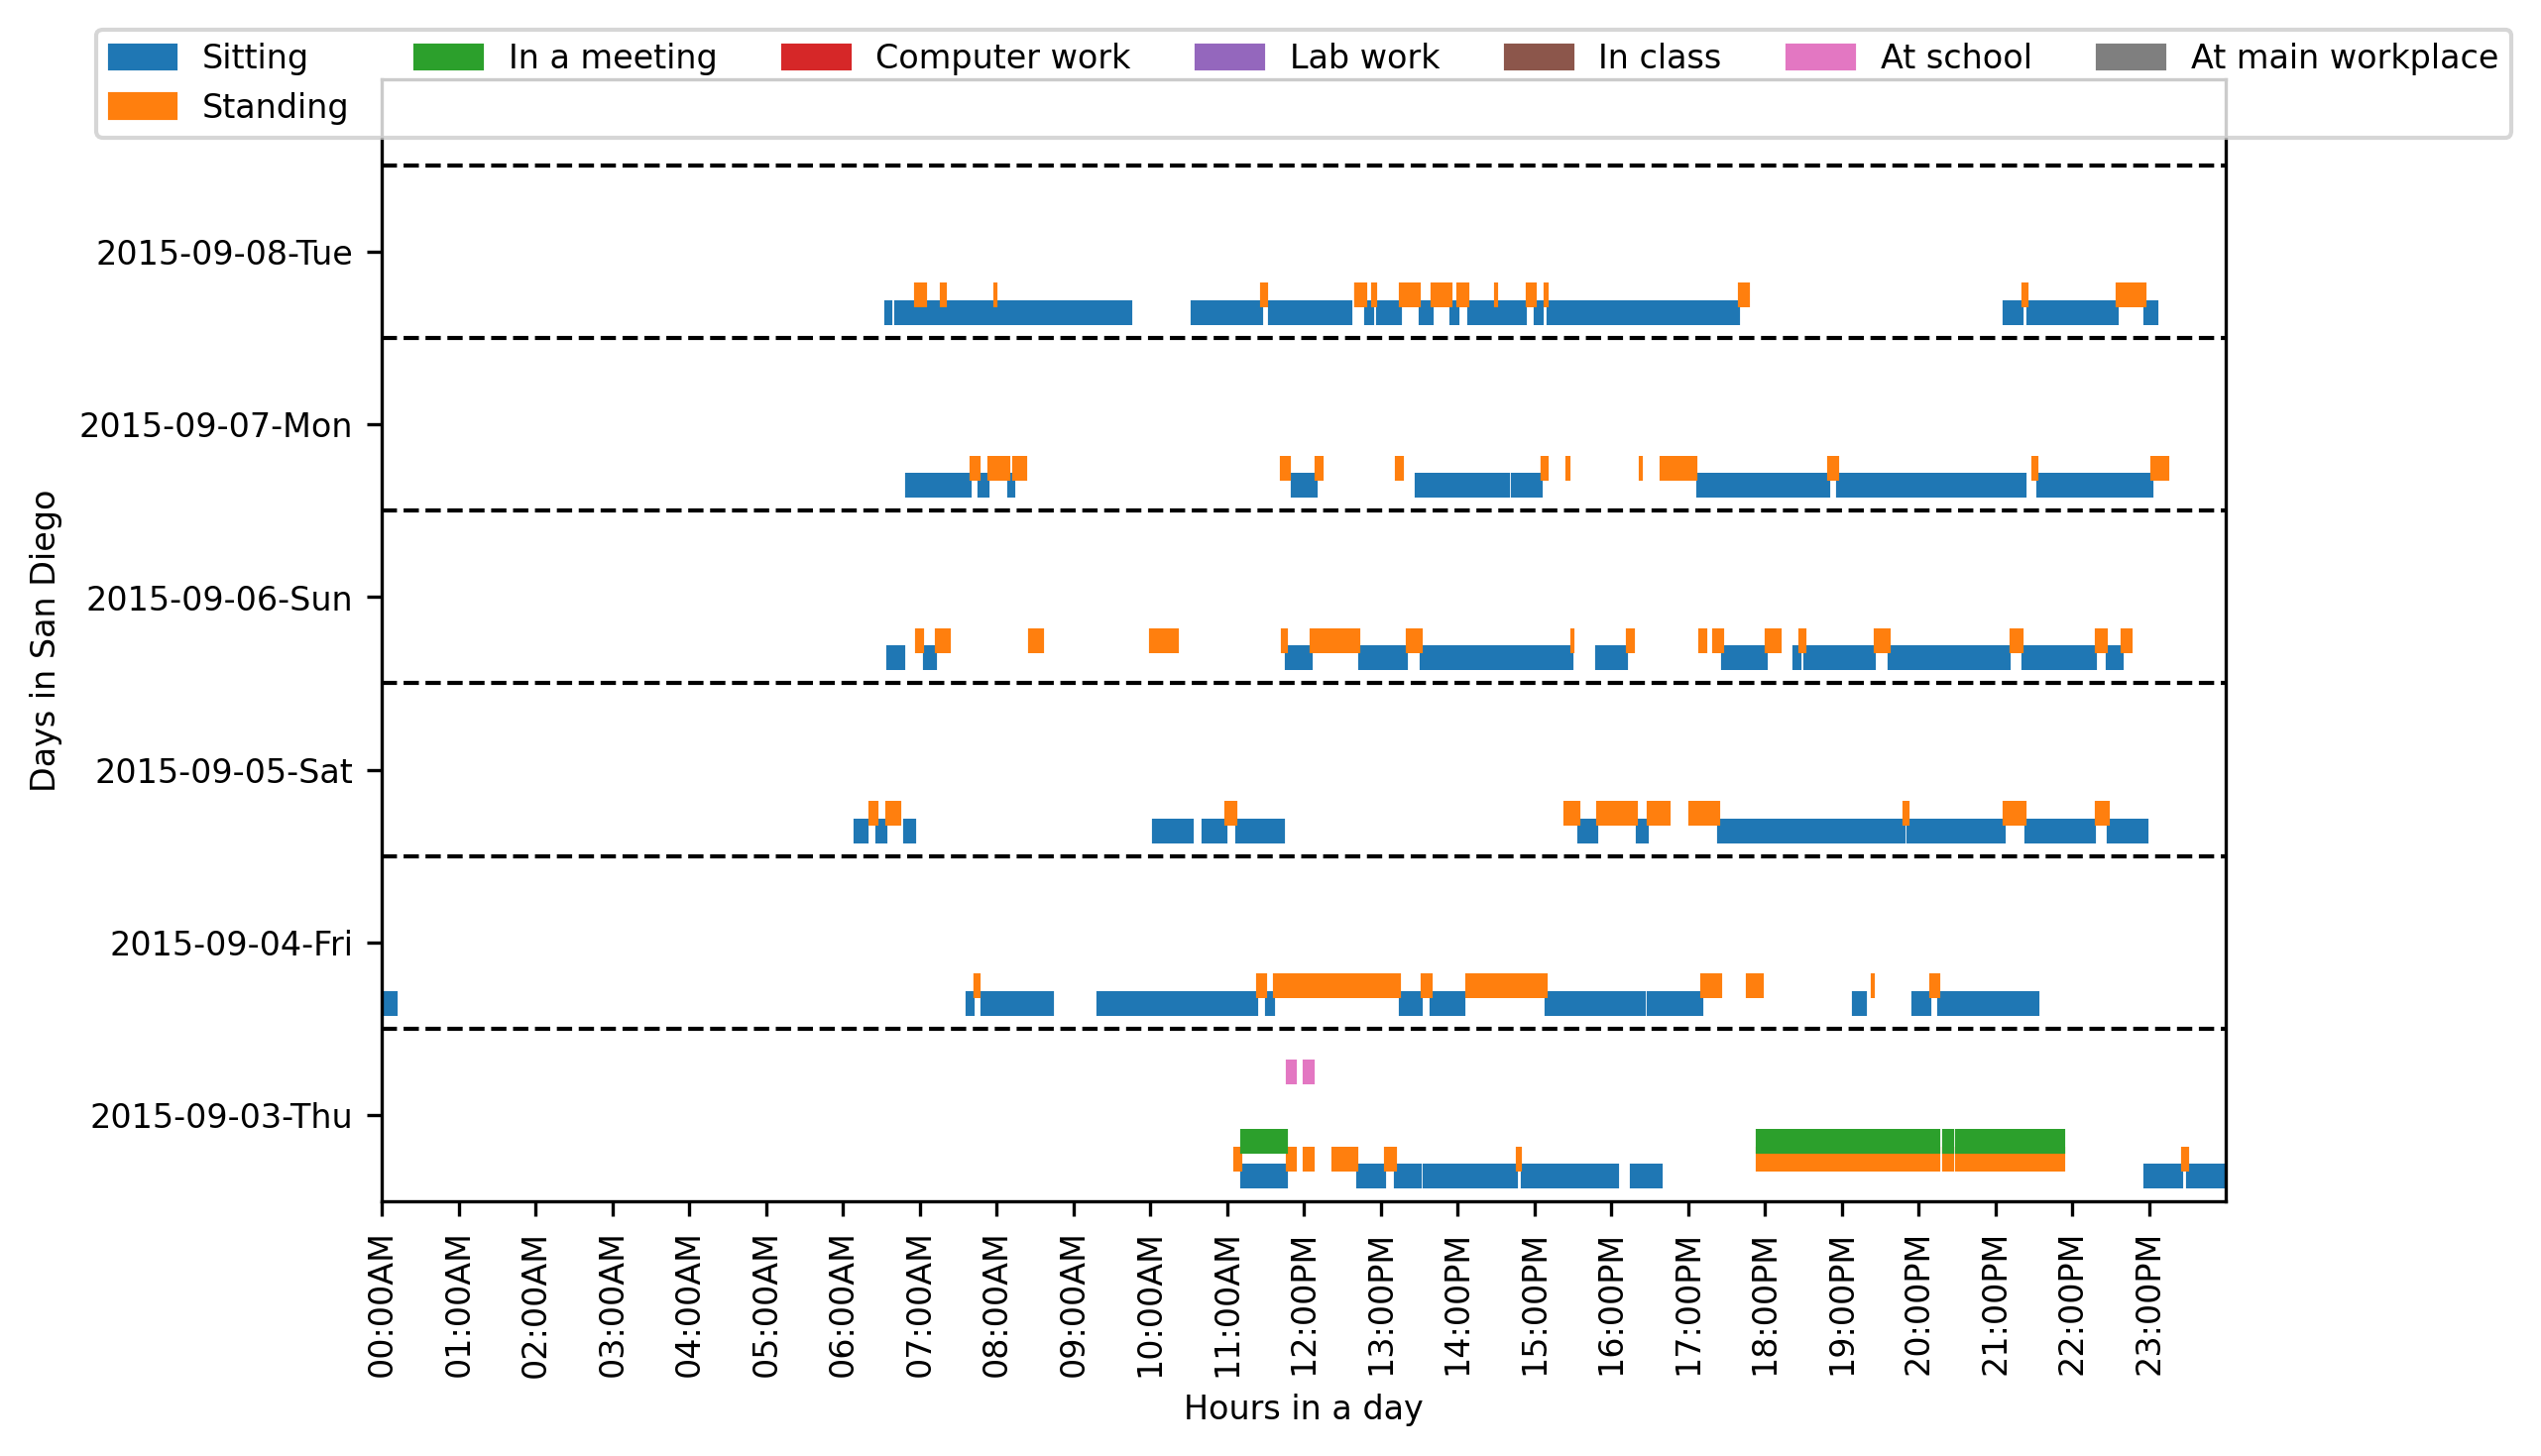 Sitting In a meeting Computer work Lab work In class At school At main workplace
Standing
2015-09-08-Tue
2015-09-07-Mon
2015-09-06-Sun
2015-09-05-Sat
2015-09-04-Fri
2015-09-03-Thu
Days in San Diego
00:00AM 01:00AM 02:00AM 03:00AM 04:00AM 05:00AM 06:00AM 07:00AM 08:00AM 09:00AM 10:00AM 11:00AM 12:00PM 13:00PM 14:00PM 15:00PM 16:00PM 17:00PM 18:00PM 19:00PM 20:00PM 21:00PM 22:00PM 23:00PM
Hours in a day